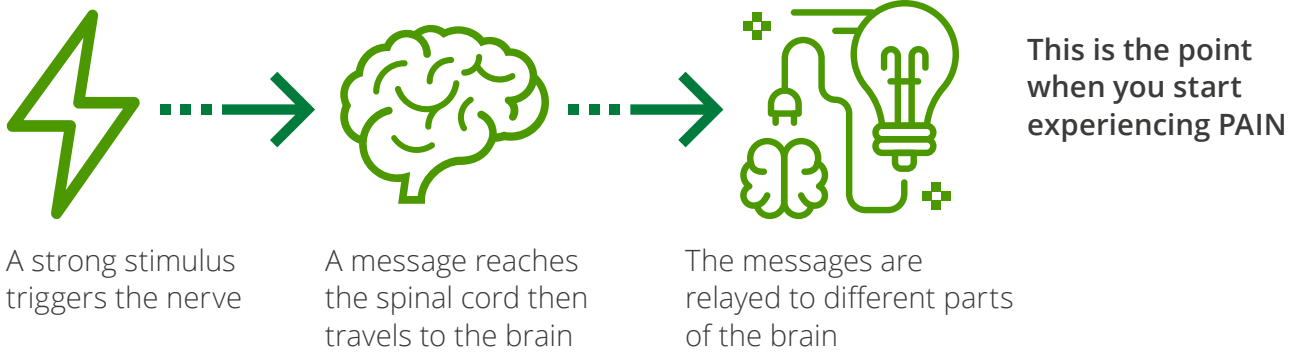 This is the point
when you start
experiencing PAIN
A strong stimulus
triggers the nerve
A message reaches
the spinal cord then
travels to the brain
The messages are
relayed to different parts
of the brain